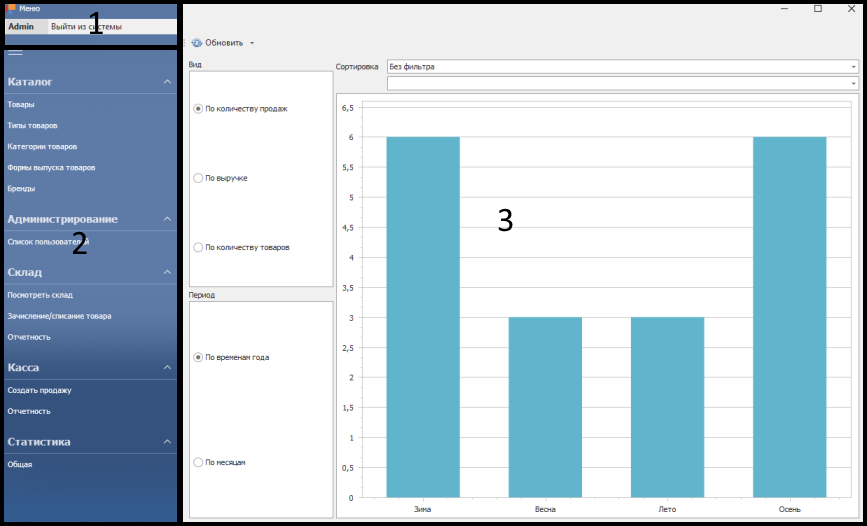 Меню
Admin Выйти из системы
1
Каталог
Товары
Типы товаров
Категории товаров
Формы выпуска товаров
Бренды
Администрирование
Список пользователей
2
Склад
Посмотреть склад
Зачисление/списание товара
Отчетность
Касса
Создать продажу
Отчетность
Статистика
Общая
Обновить
Вид
По количеству продаж
По выручке
По количеству товаров
Период
По временам года
По месяцам
Сортировка Без фильтра
6,5
6
5,5
5
4,5
4
3,5
3
2,5
2
1,5
1
0,5
0
3
Зима Весна Лето Осень